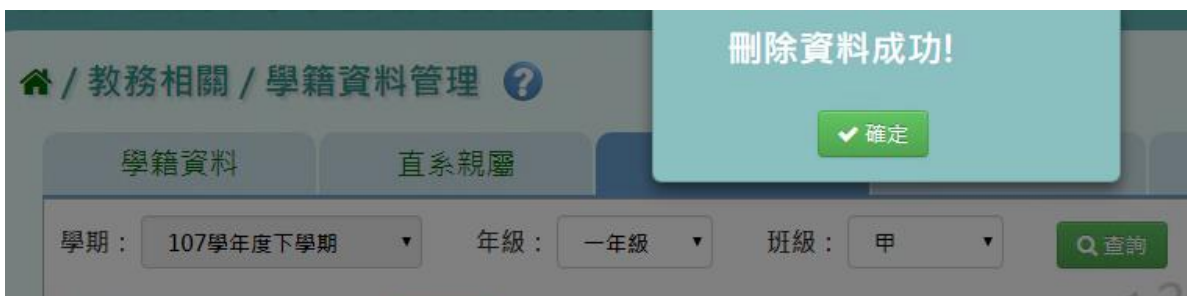 刪除資料成功!
確定
/ 教務相關 / 學籍資料管理 ?
學籍資料 直系親屬
學期： 107學年度下學期 年級： 一年級 班級： 甲 查詢